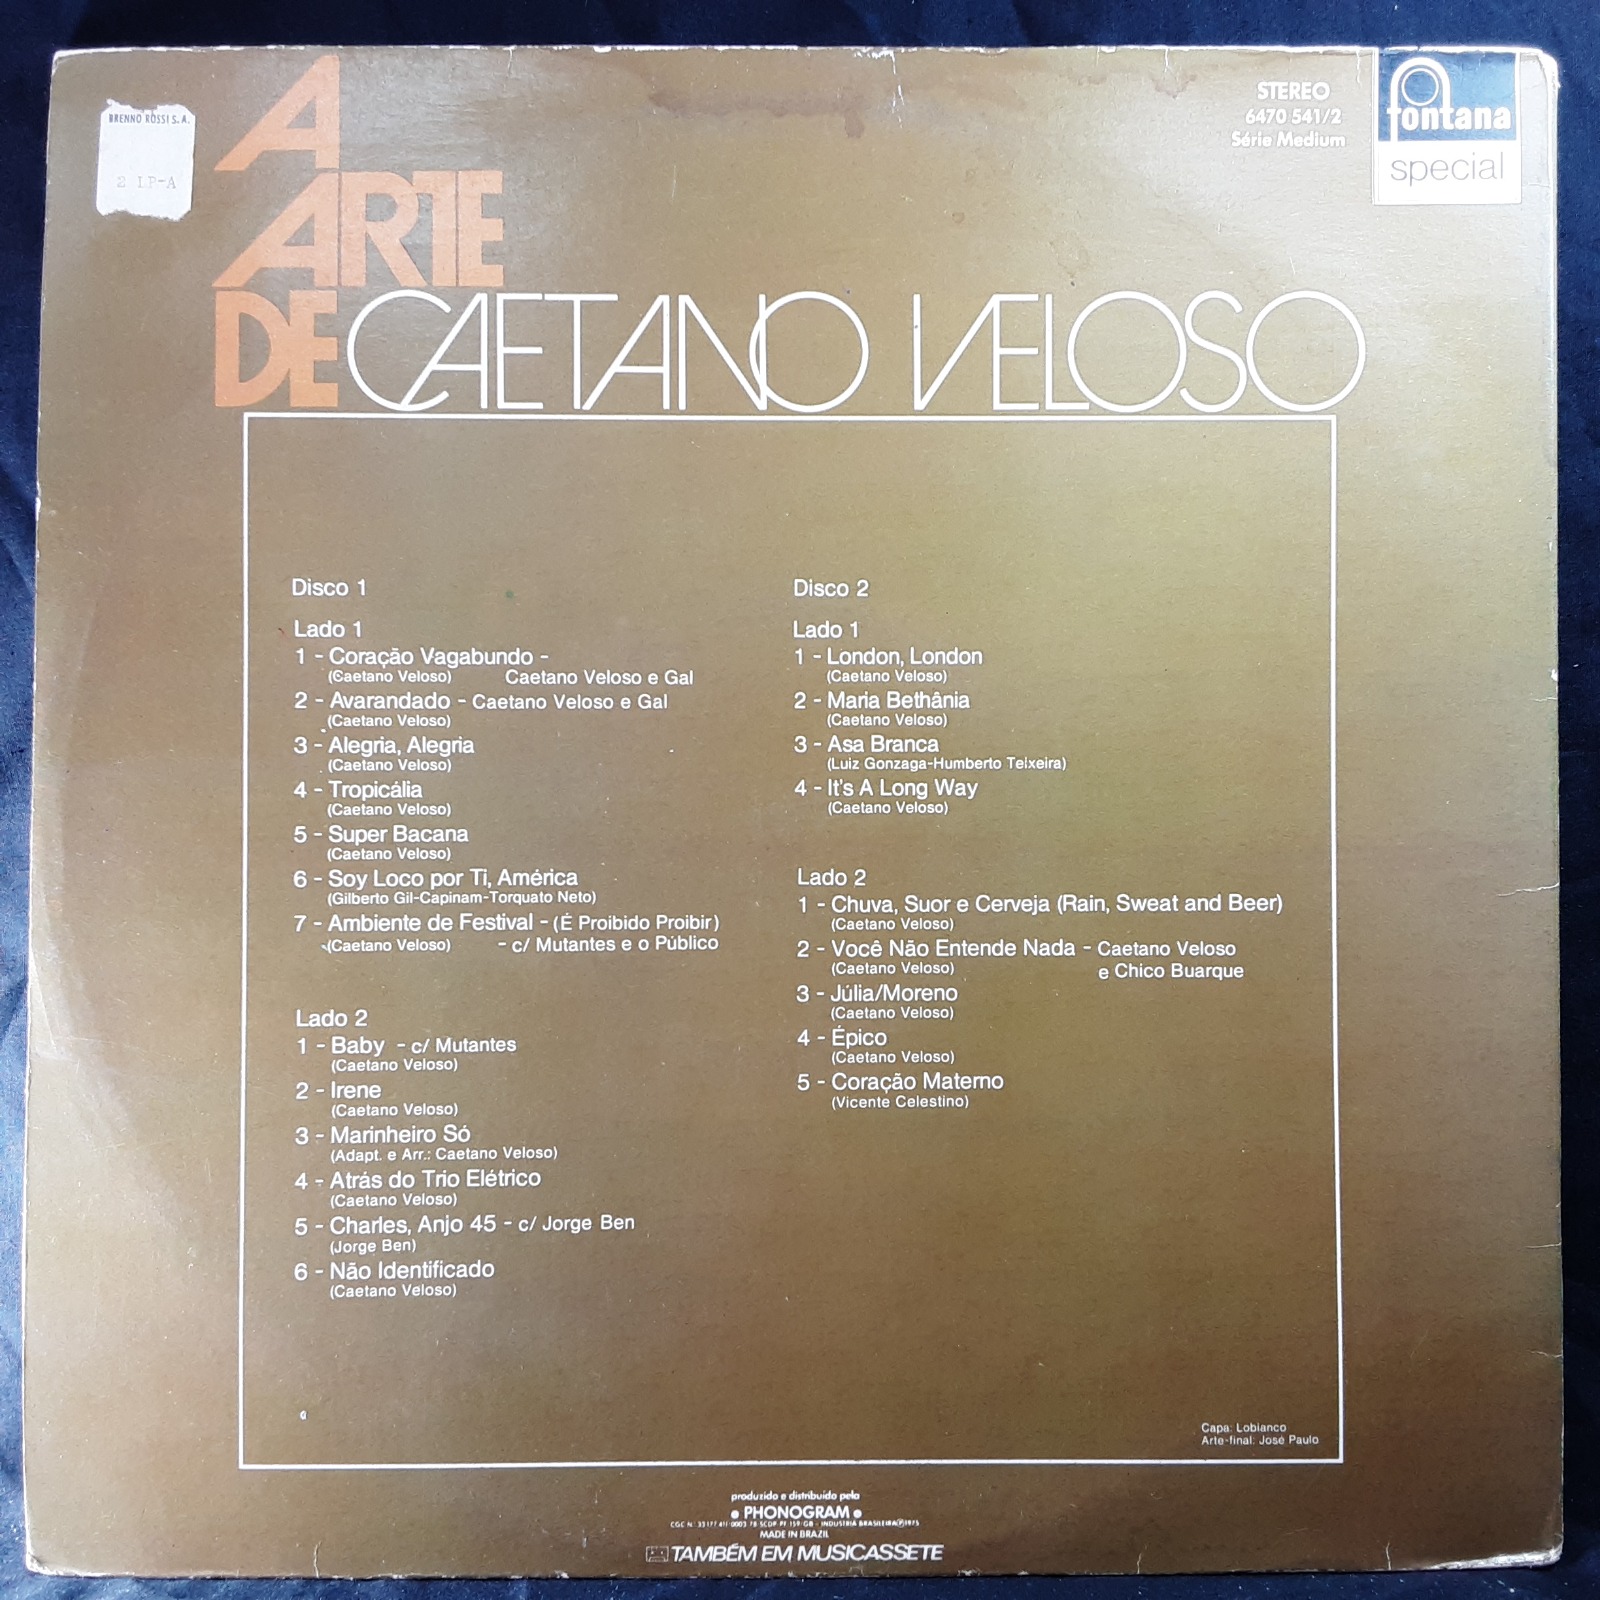 BRENNO ROSSI S.A.
2 LP-A
STEREO
6470 541/2
Série Medium
fontana
special
A
ARTE
DE CAETANO VELOSO
Disco 1
Lado 1
1 - Coração Vagabundo -
(Caetano Veloso) Caetano Veloso e Gal
2 - Avarandado - Caetano Veloso e Gal
(Caetano Veloso)
3 - Alegria, Alegria
(Caetano Veloso)
4 - Tropicália
(Caetano Veloso)
5 - Super Bacana
(Caetano Veloso)
6 - Soy Loco por Ti, América
(Gilberto Gil-Capinam-Torquato Neto)
7 - Ambiente de Festival - (É Proibido Proibir)
(Caetano Veloso) - c/ Mutantes e o Público
Lado 2
1 - Baby - c/ Mutantes
(Caetano Veloso)
2 - Irene
(Caetano Veloso)
3 - Marinheiro Só
(Adapt. e Arr.: Caetano Veloso)
4 - Atrás do Trio Elétrico
(Caetano Veloso)
5 - Charles, Anjo 45 - c/ Jorge Ben
(Jorge Ben)
6 - Não Identificado
(Caetano Veloso)
Disco 2
Lado 1
1 - London, London
(Caetano Veloso)
2 - Maria Bethânia
(Caetano Veloso)
3 - Asa Branca
(Luiz Gonzaga-Humberto Teixeira)
4 - It's A Long Way
(Caetano Veloso)
Lado 2
1 - Chuva, Suor e Cerveja (Rain, Sweat and Beer)
(Caetano Veloso)
2 - Você Não Entende Nada - Caetano Veloso
(Caetano Veloso) e Chico Buarque
3 - Júlia/Moreno
(Caetano Veloso)
4 - Épico
(Caetano Veloso)
5 - Coração Materno
(Vicente Celestino)
Capa: Lobianco
Arte-final: José Paulo
produzido e distribuido pela
PHONOGRAM
INDUSTRIA BRASILEIRA ℗ 1975
MADE IN BRAZIL
TAMBÉM EM MUSICASSETE